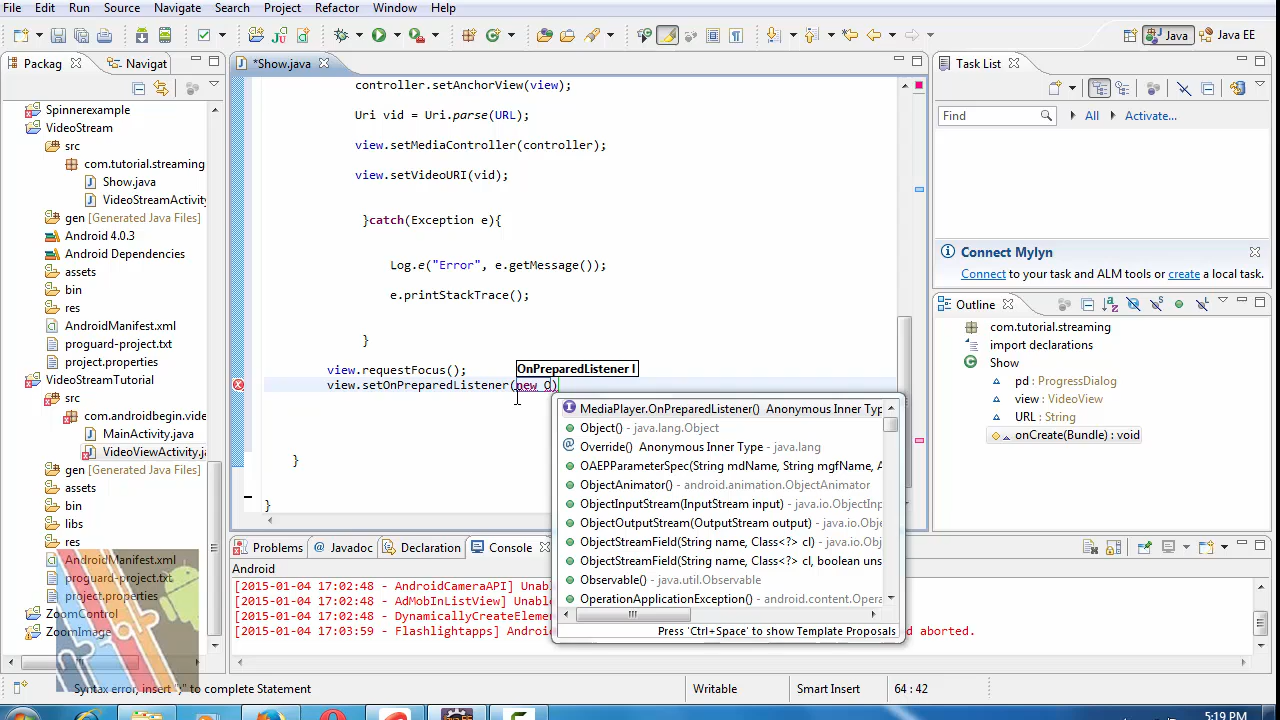 File Edit Run Source Navigate Search Project Refactor Window Help
Java Java EE
Packag Navigat
*Show.java
Task List
Spinnerexample
VideoStream
src
com.tutorial.streaming
Show.java
VideoStreamActivity
gen [Generated Java Files]
Android 4.0.3
Android Dependencies
assets
bin
res
AndroidManifest.xml
proguard-project.txt
project.properties
VideoStreamTutorial
src
com.androidbegin.vide
MainActivity.java
VideoViewActivity.ja
gen [Generated Java Files]
assets
bin
libs
res
AndroidManifest.xml
proguard-project.txt
project.properties
ZoomControl
ZoomImage
controller.setAnchorView(view);
Uri vid = Uri.parse(URL);
view.setMediaController(controller);
view.setVideoURI(vid);
}catch(Exception e){
Log.e("Error", e.getMessage());
e.printStackTrace();
}
view.requestFocus();
OnPreparedListener l
view.setOnPreparedListener(new O)
}
}
MediaPlayer.OnPreparedListener() Anonymous Inner Typ
Object() - java.lang.Object
Override() Anonymous Inner Type - java.lang
OAEPParameterSpec(String mdName, String mgfName, A
ObjectAnimator() - android.animation.ObjectAnimator
ObjectInputStream(InputStream input) - java.io.ObjectInp
ObjectOutputStream(OutputStream output) - java.io.Obje
ObjectStreamField(String name, Class<?> cl) - java.io.Obj
ObjectStreamField(String name, Class<?> cl, boolean uns
Observable() - java.util.Observable
OperationApplicationException() - android.content.Opera
Press 'Ctrl+Space' to show Template Proposals
Find All Activate...
Connect Mylyn
Connect to your task and ALM tools or create a local task.
Outline
com.tutorial.streaming
import declarations
Show
pd : ProgressDialog
view : VideoView
URL : String
onCreate(Bundle) : void
Problems Javadoc Declaration Console
Android
[2015-01-04 17:02:48 - AndroidCameraAPI] Unab
[2015-01-04 17:02:48 - AdMobInListView] Unabl
[2015-01-04 17:02:48 - DynamicallyCreateElemen
[2015-01-04 17:03:59 - Flashlightapps] Android
d aborted.
Syntax error, insert ";" to complete Statement
Writable Smart Insert 64 : 42
5:19 PM